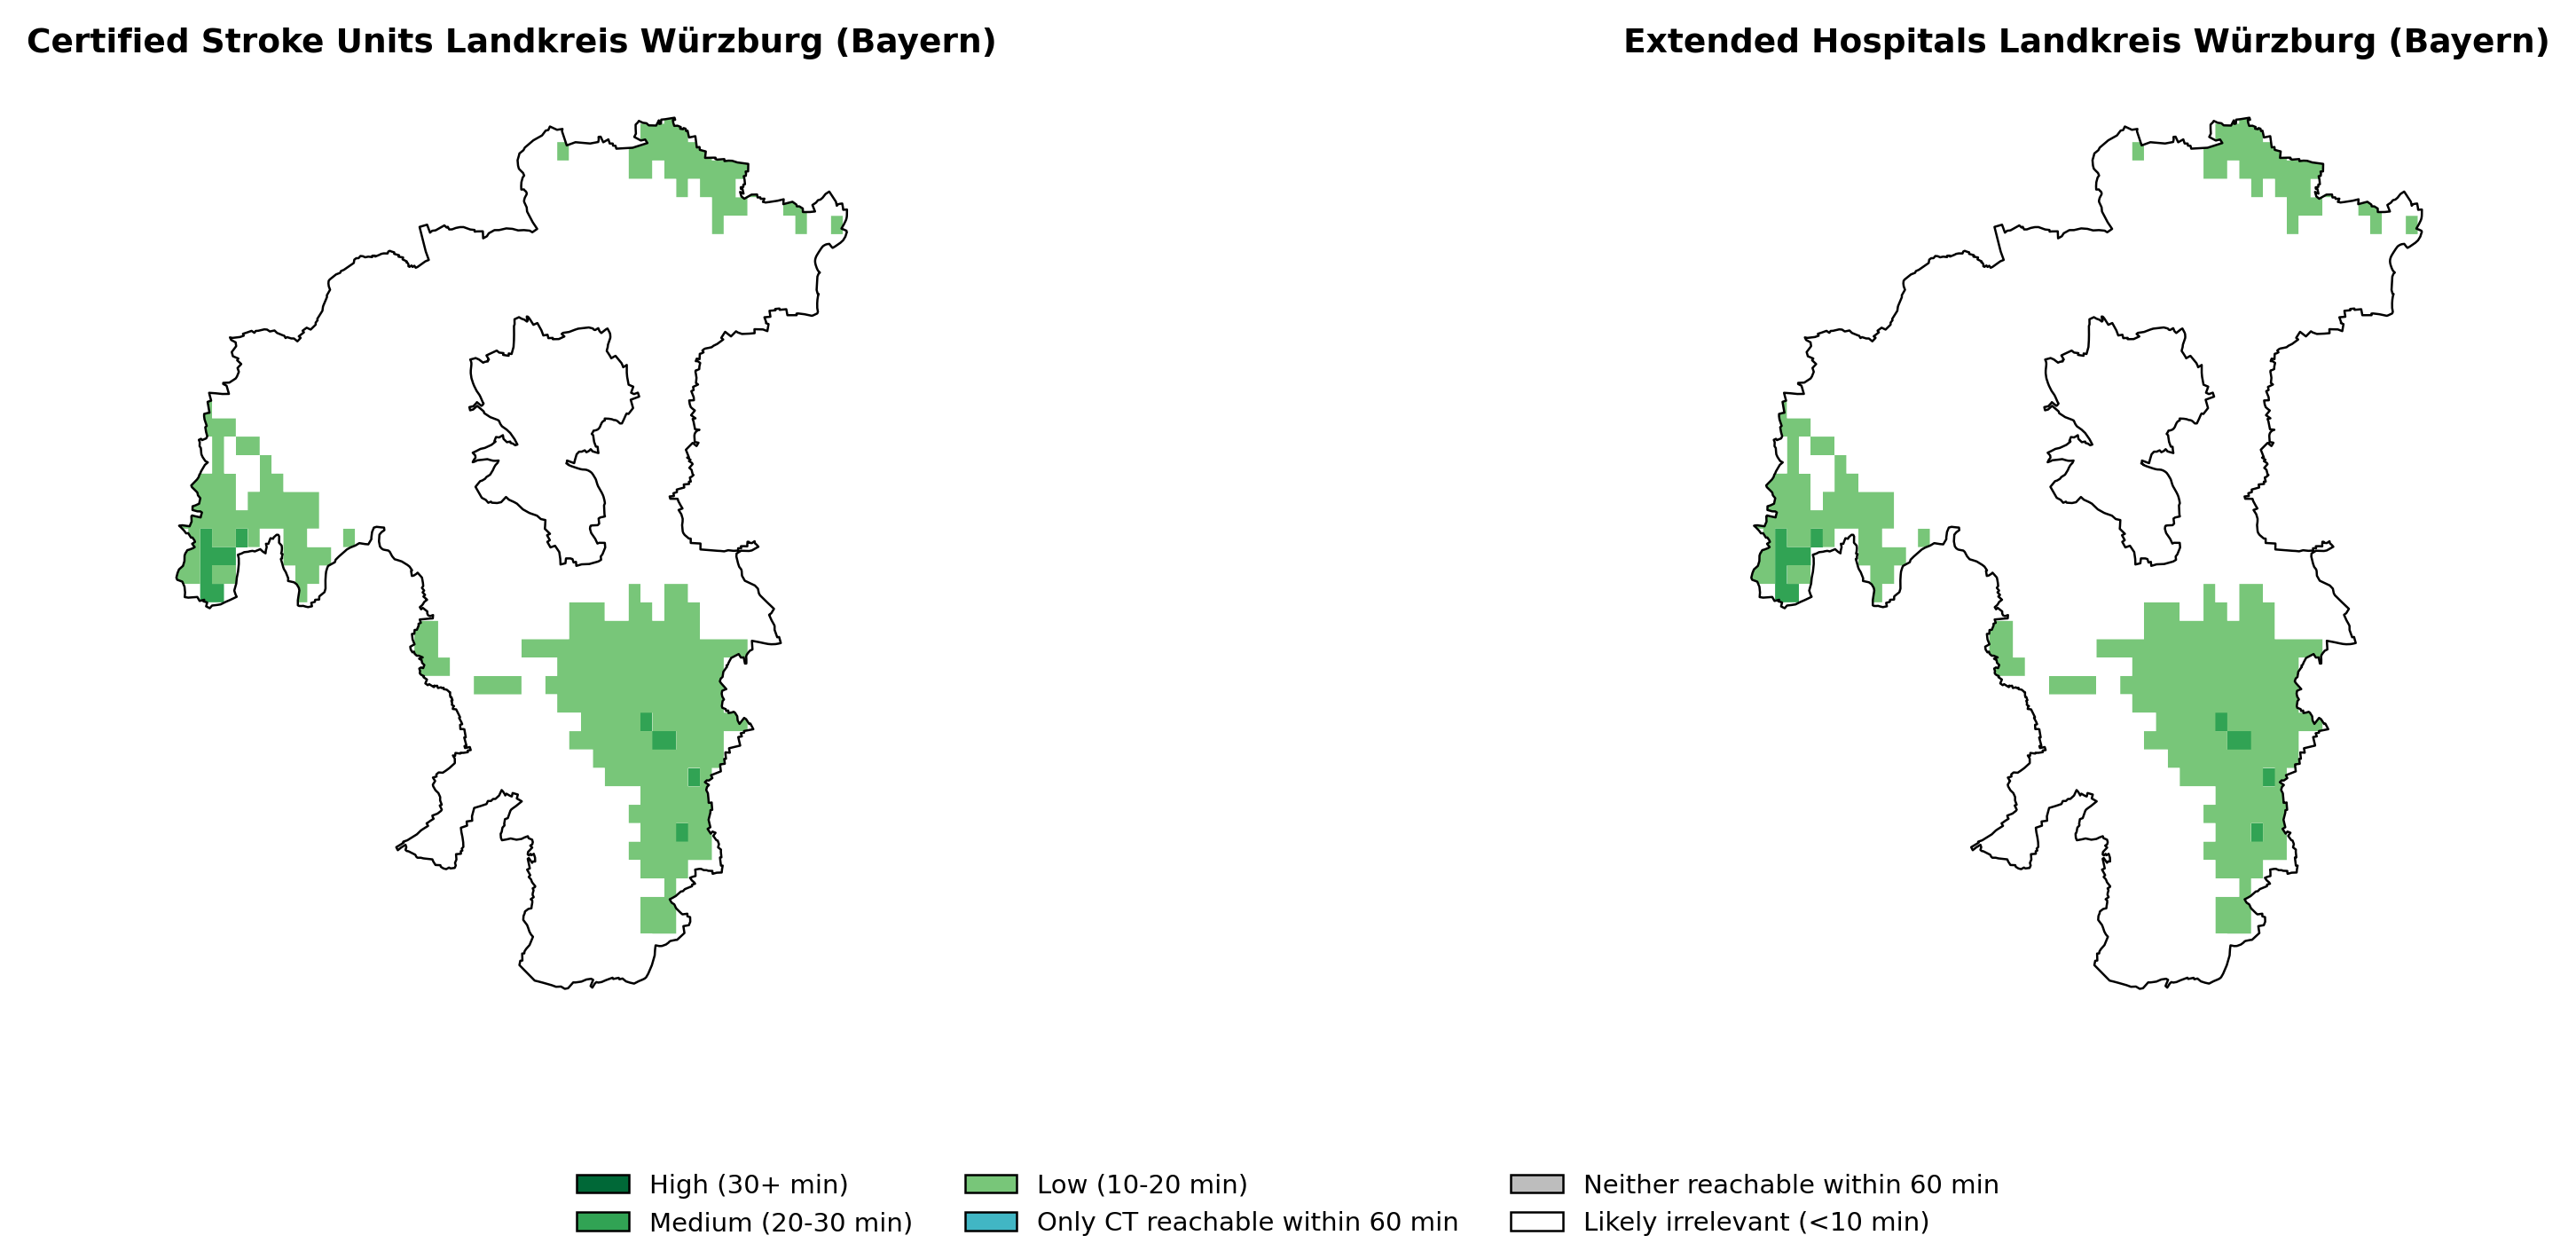 Certified Stroke Units Landkreis Würzburg (Bayern)
Extended Hospitals Landkreis Würzburg (Bayern)
High (30+ min)
Medium (20-30 min)
Low (10-20 min)
Only CT reachable within 60 min
Neither reachable within 60 min
Likely irrelevant (<10 min)